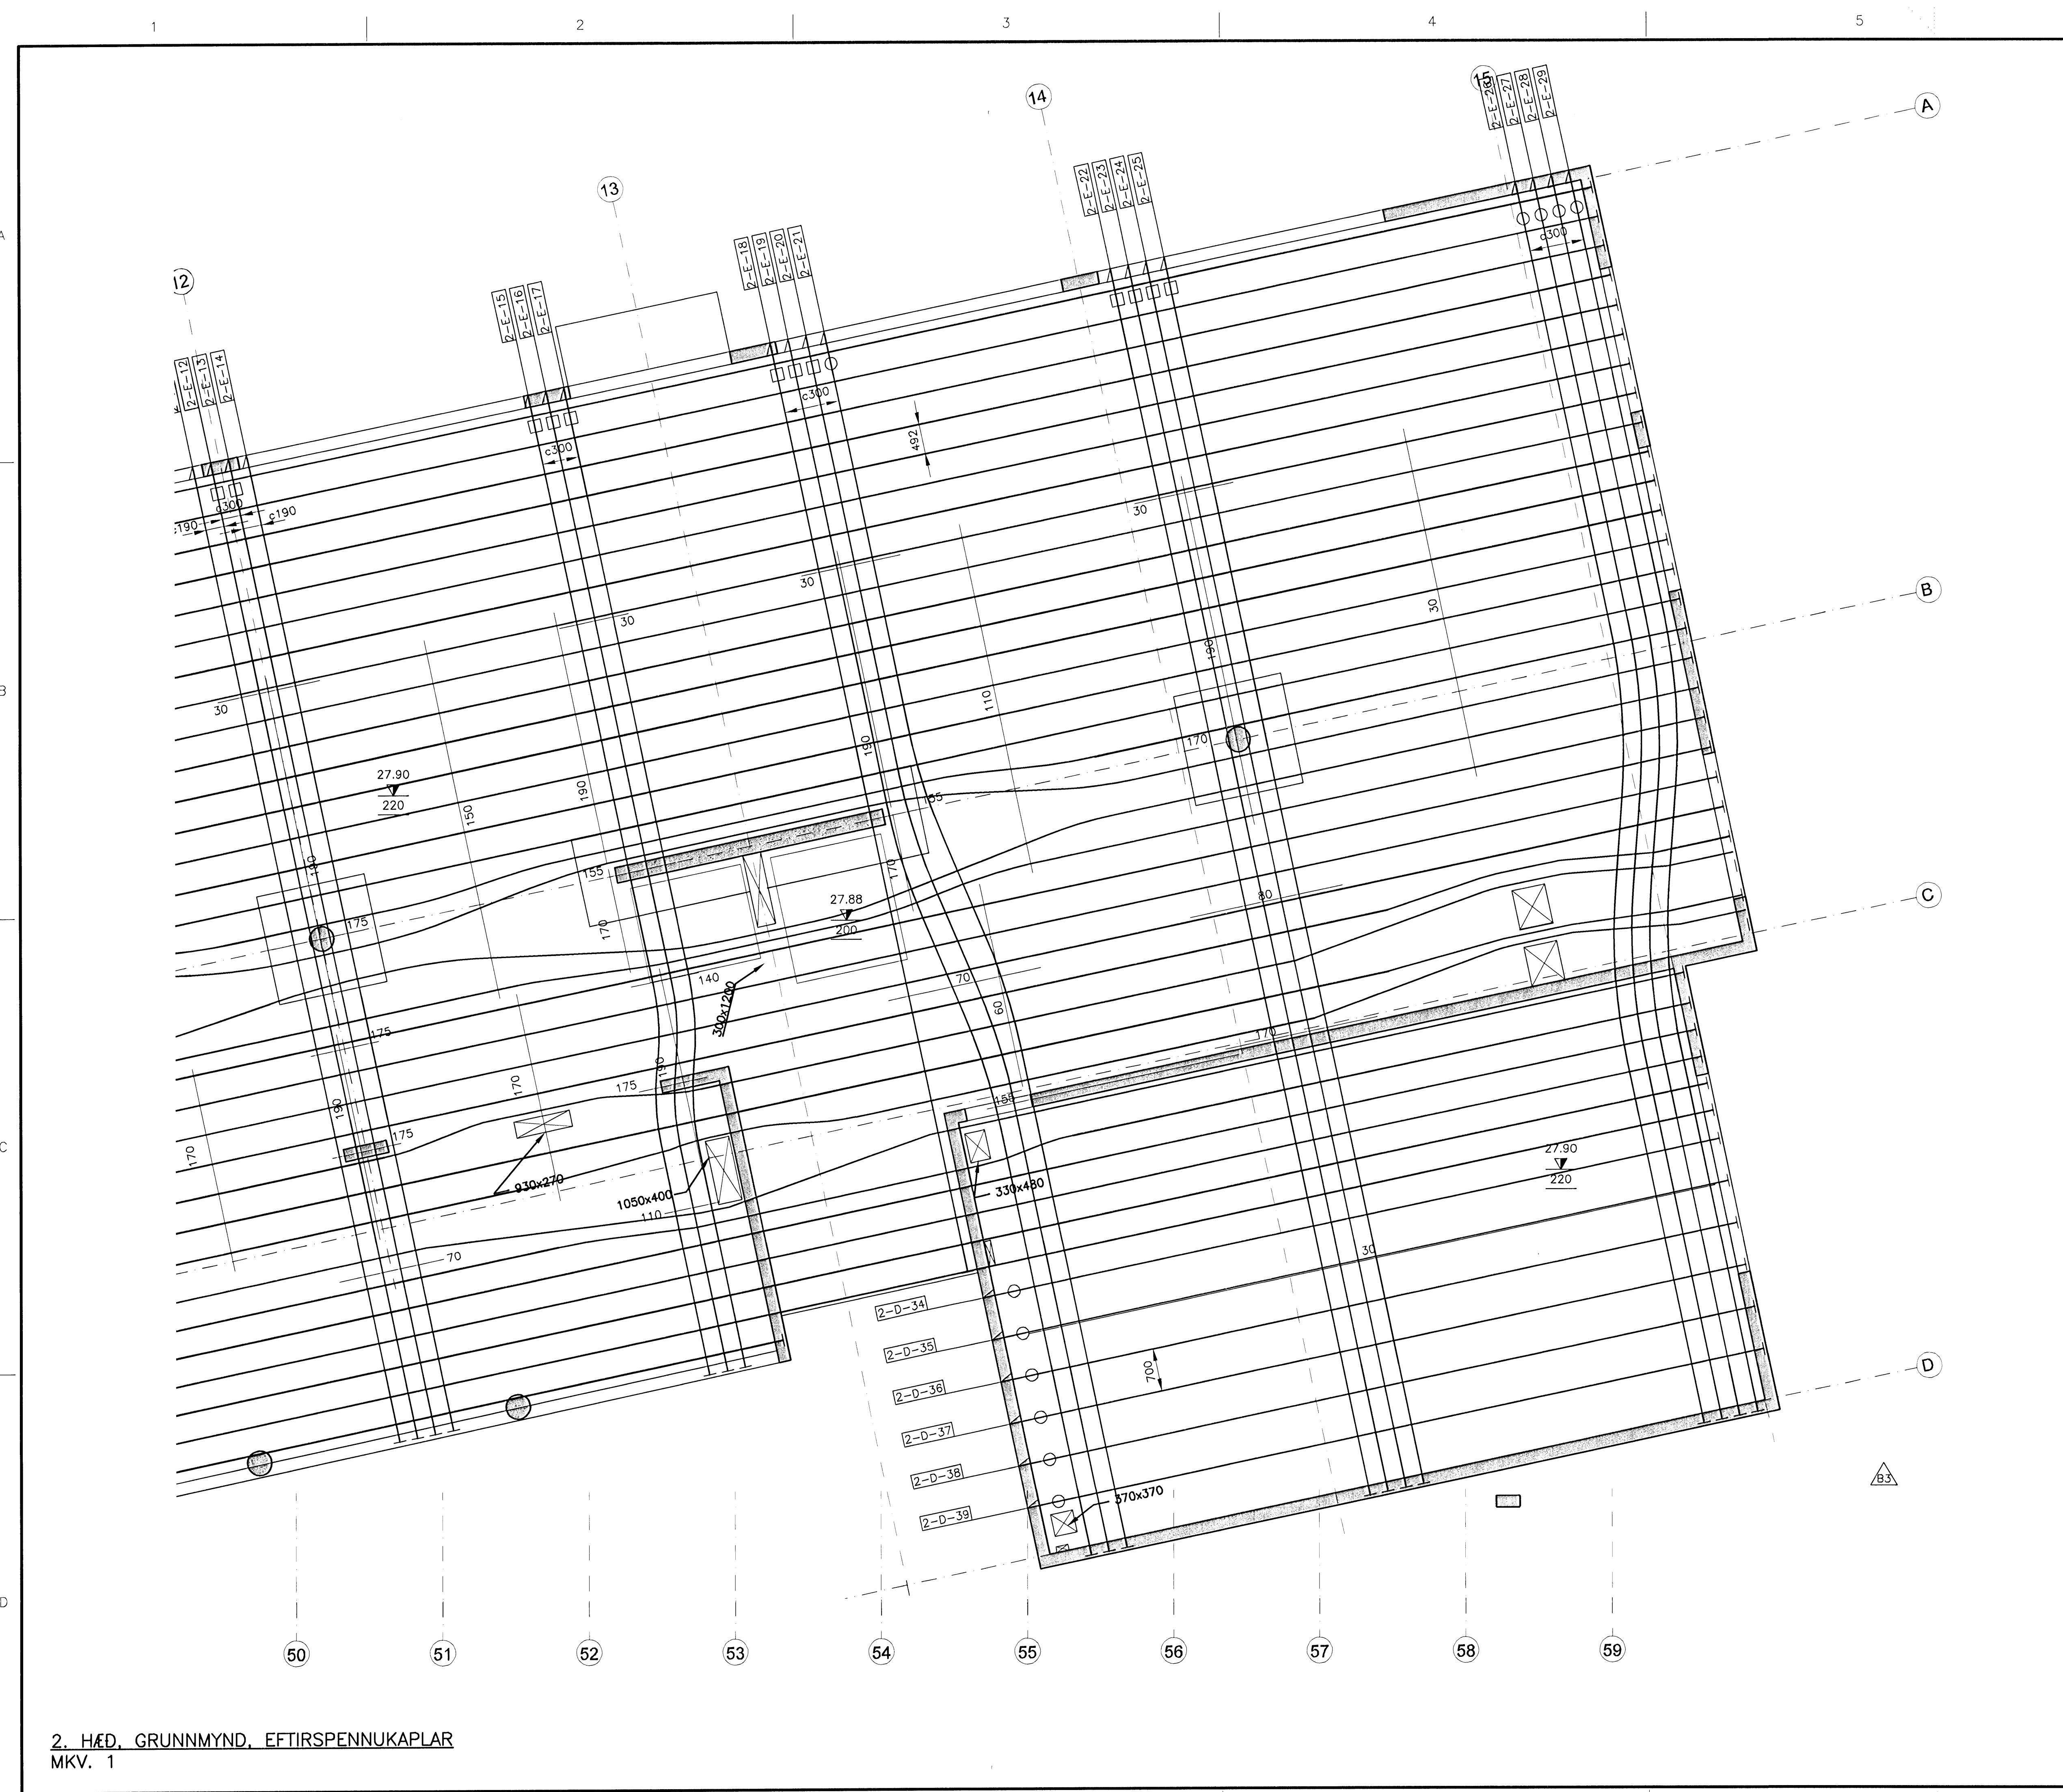 1 2 3 4 5
A
B
C
D
12
13
14
15
A
B
C
D
2-E-12
2-E-13
2-E-14
2-E-15
2-E-16
2-E-17
2-E-18
2-E-19
2-E-20
2-E-21
2-E-22
2-E-23
2-E-24
2-E-25
2-E-26
2-E-27
2-E-28
2-E-29
c300
c300
c300
c300
c190
c190
492
30
30
30
30
30
190
110
190
170
155
190
150
27.90
220
190
175
155
170
170
27.88
200
80
70
60
140
300x1200
175
190
175
170
190
175
170
930x270
1050x400
110
70
170
155
330x480
27.90
220
30
700
2-D-34
2-D-35
2-D-36
2-D-37
2-D-38
2-D-39
370x370
B3
50 51 52 53 54 55 56 57 58 59
2. HÆÐ, GRUNNMYND, EFTIRSPENNUKAPLAR
MKV. 1